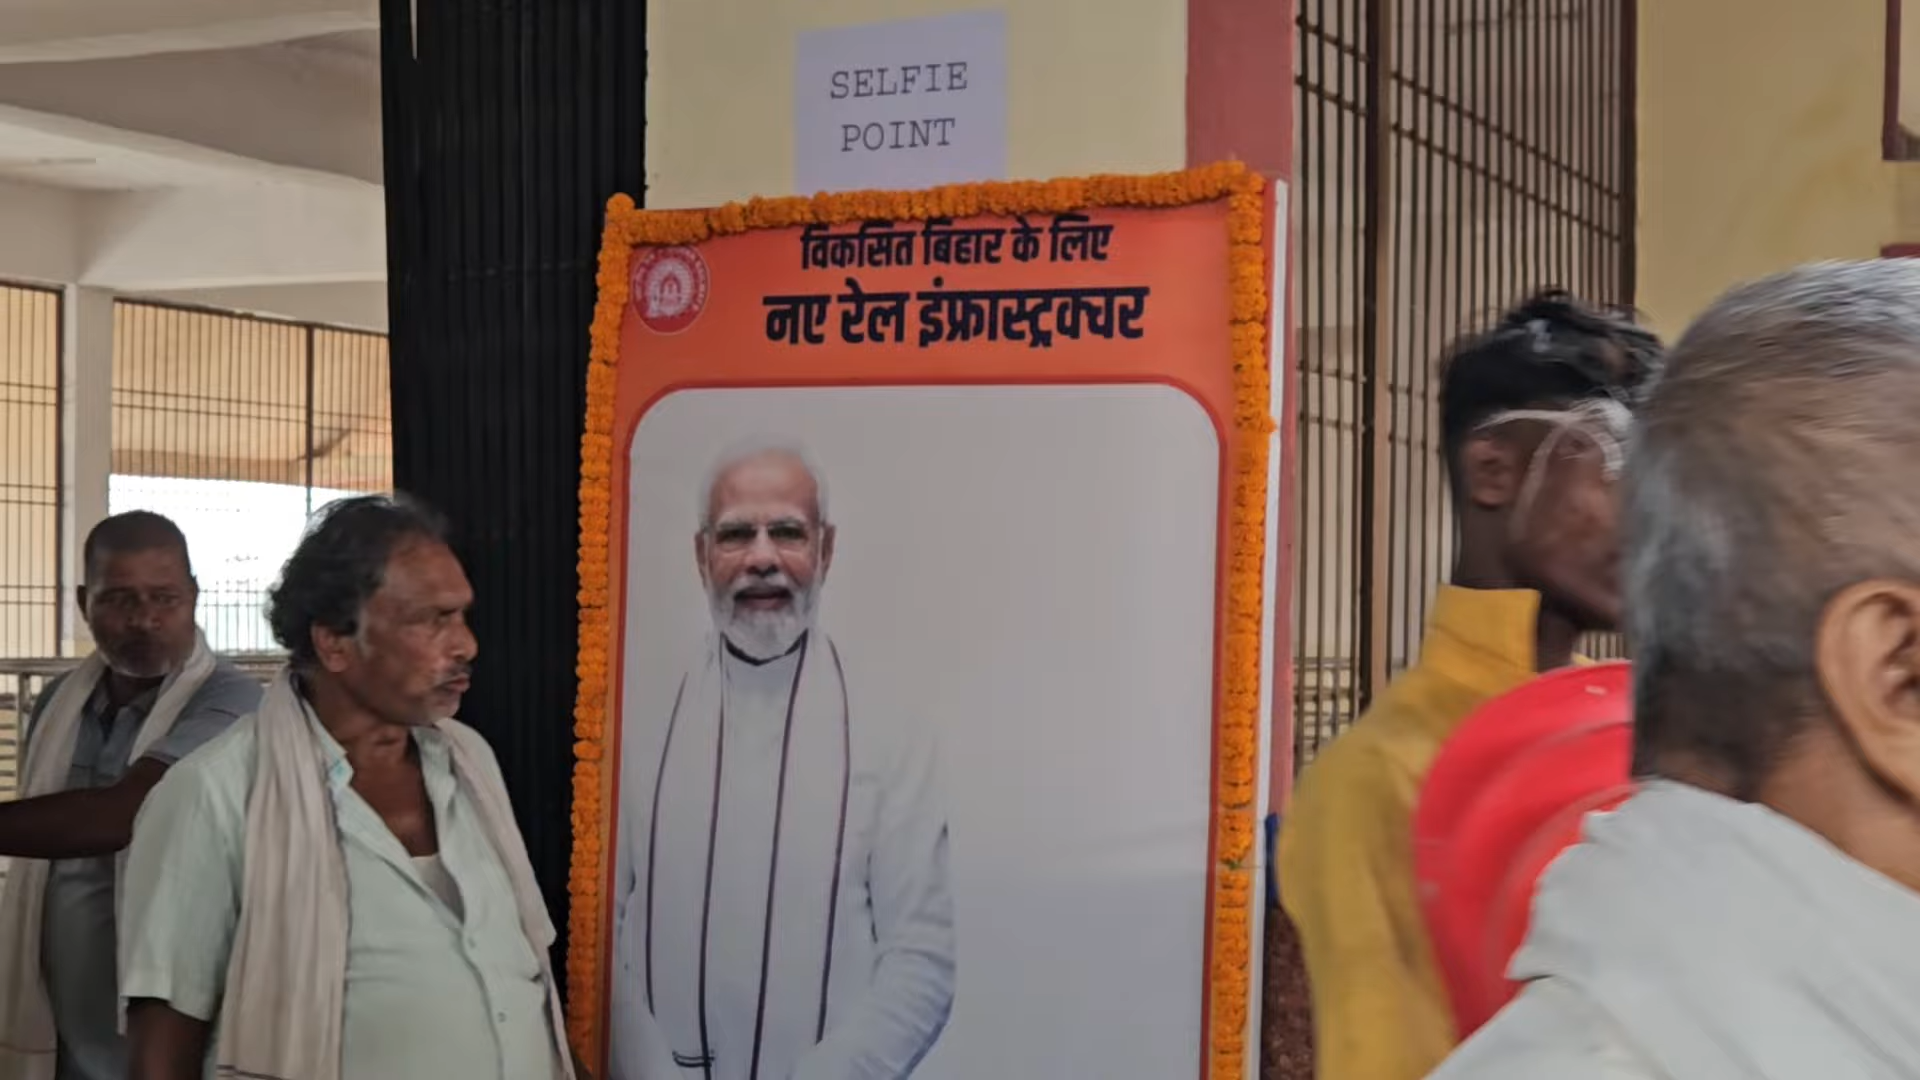 SELFIE
POINT
विकसित बिहार के लिए
नए रेल इंफ्रास्ट्रक्चर